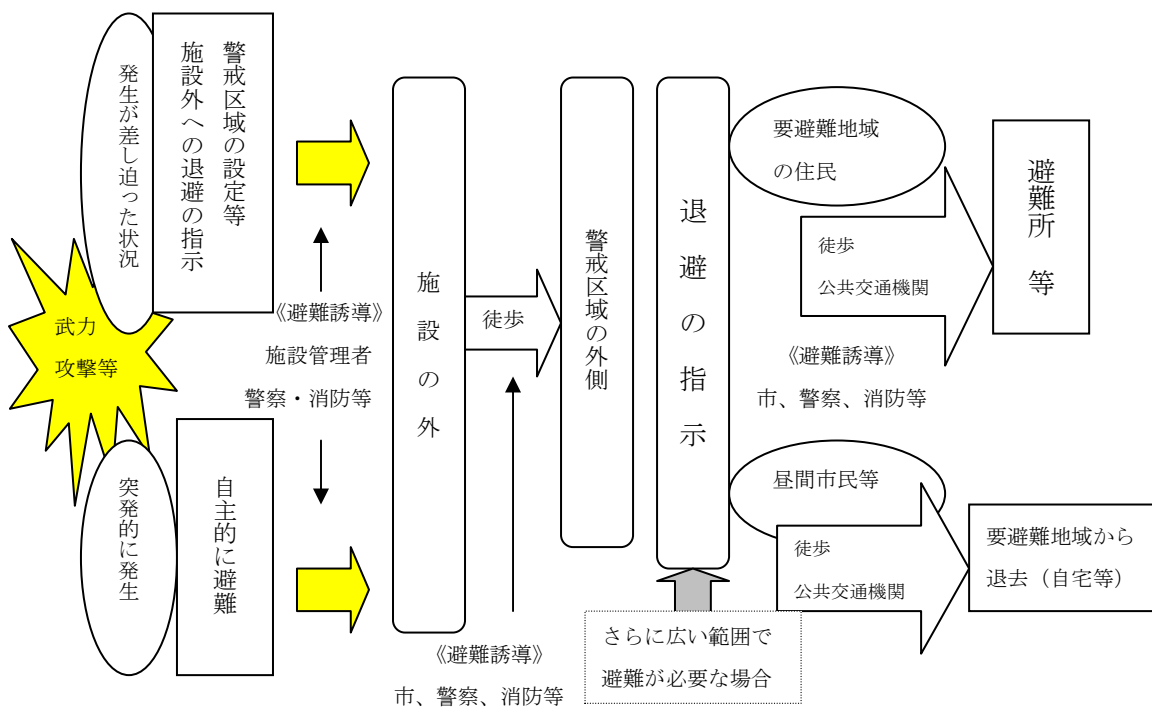 発生が差し迫った状況
警戒区域の設定等
施設外への退避の指示
武力
攻撃等
突発的に発生
自主的に避難
《避難誘導》
施設管理者
警察・消防等
施設の外
徒歩
《避難誘導》
市、警察、消防等
警戒区域の外側
退避の指示
さらに広い範囲で
避難が必要な場合
要避難地域
の住民
徒歩
公共交通機関
《避難誘導》
市、警察、消防等
避難所 等
昼間市民等
徒歩
公共交通機関
要避難地域から
退去（自宅等）